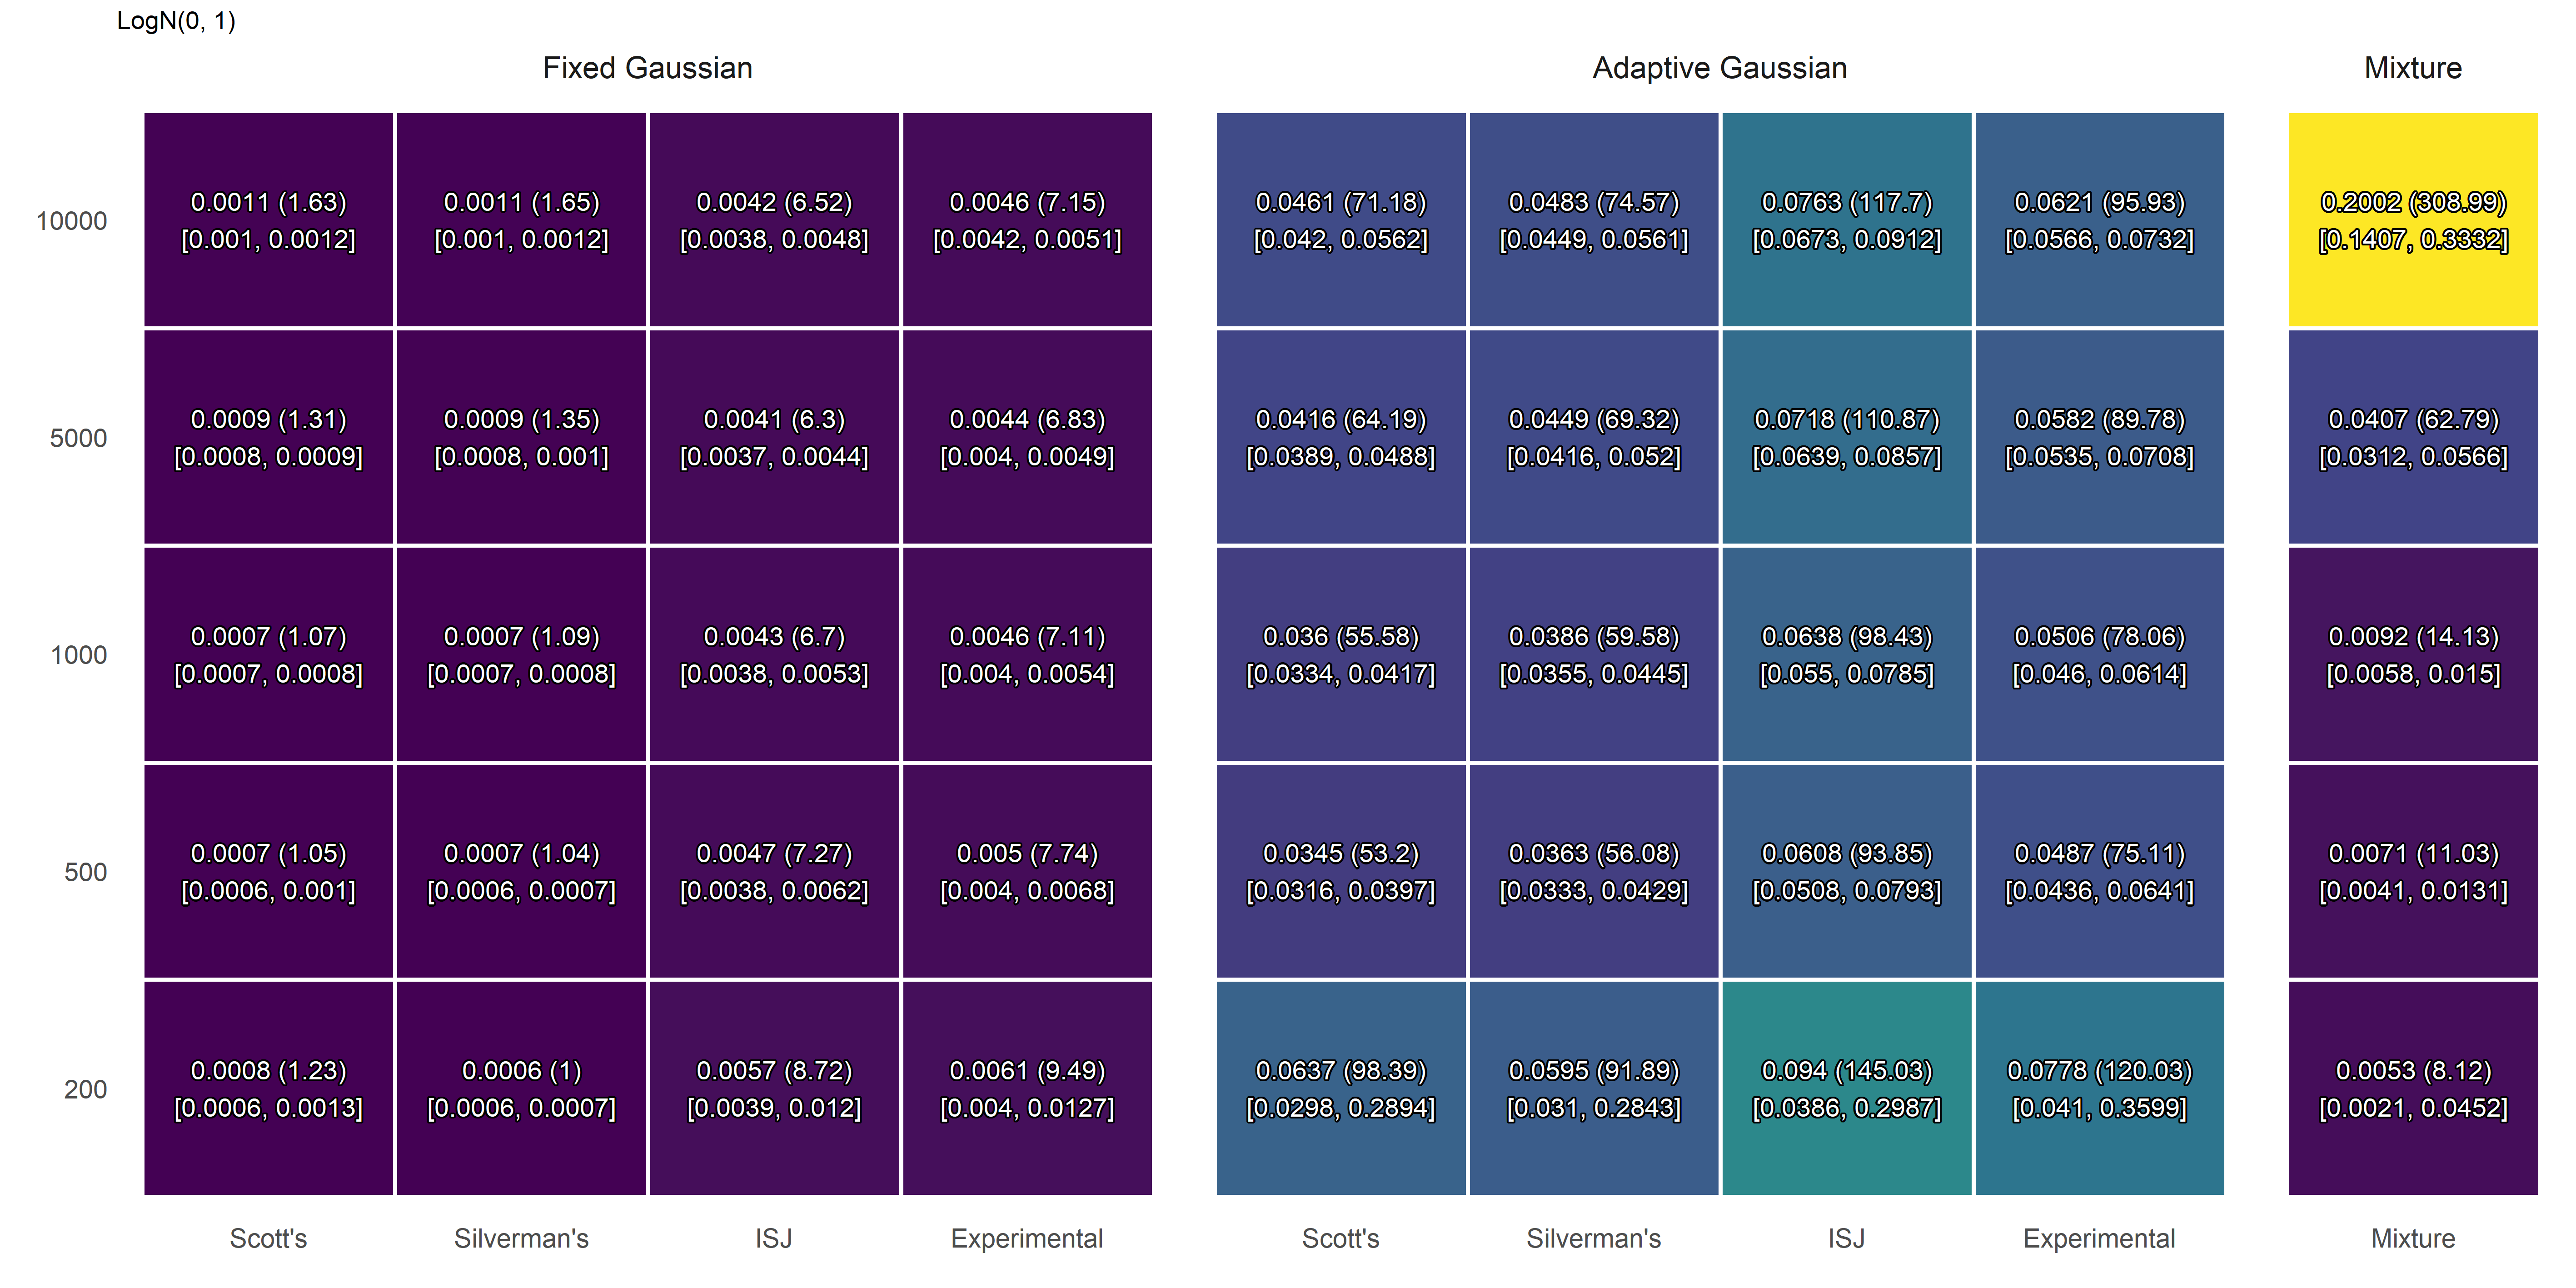 LogN(0, 1)
Fixed Gaussian Adaptive Gaussian Mixture
10000 0.0011 (1.63) 0.0011 (1.65) 0.0042 (6.52) 0.0046 (7.15) 0.0461 (71.18) 0.0483 (74.57) 0.0763 (117.7) 0.0621 (95.93) 0.2002 (308.99)
[0.001, 0.0012] [0.001, 0.0012] [0.0038, 0.0048] [0.0042, 0.0051] [0.042, 0.0562] [0.0449, 0.0561] [0.0673, 0.0912] [0.0566, 0.0732] [0.1407, 0.3332]
5000 0.0009 (1.31) 0.0009 (1.35) 0.0041 (6.3) 0.0044 (6.83) 0.0416 (64.19) 0.0449 (69.32) 0.0718 (110.87) 0.0582 (89.78) 0.0407 (62.79)
[0.0008, 0.0009] [0.0008, 0.001] [0.0037, 0.0044] [0.004, 0.0049] [0.0389, 0.0488] [0.0416, 0.052] [0.0639, 0.0857] [0.0535, 0.0708] [0.0312, 0.0566]
1000 0.0007 (1.07) 0.0007 (1.09) 0.0043 (6.7) 0.0046 (7.11) 0.036 (55.58) 0.0386 (59.58) 0.0638 (98.43) 0.0506 (78.06) 0.0092 (14.13)
[0.0007, 0.0008] [0.0007, 0.0008] [0.0038, 0.0053] [0.004, 0.0054] [0.0334, 0.0417] [0.0355, 0.0445] [0.055, 0.0785] [0.046, 0.0614] [0.0058, 0.015]
500 0.0007 (1.05) 0.0007 (1.04) 0.0047 (7.27) 0.005 (7.74) 0.0345 (53.2) 0.0363 (56.08) 0.0608 (93.85) 0.0487 (75.11) 0.0071 (11.03)
[0.0006, 0.001] [0.0006, 0.0007] [0.0038, 0.0062] [0.004, 0.0068] [0.0316, 0.0397] [0.0333, 0.0429] [0.0508, 0.0793] [0.0436, 0.0641] [0.0041, 0.0131]
200 0.0008 (1.23) 0.0006 (1) 0.0057 (8.72) 0.0061 (9.49) 0.0637 (98.39) 0.0595 (91.89) 0.094 (145.03) 0.0778 (120.03) 0.0053 (8.12)
[0.0006, 0.0013] [0.0006, 0.0007] [0.0039, 0.012] [0.004, 0.0127] [0.0298, 0.2894] [0.031, 0.2843] [0.0386, 0.2987] [0.041, 0.3599] [0.0021, 0.0452]
Scott's Silverman's ISJ Experimental Scott's Silverman's ISJ Experimental Mixture